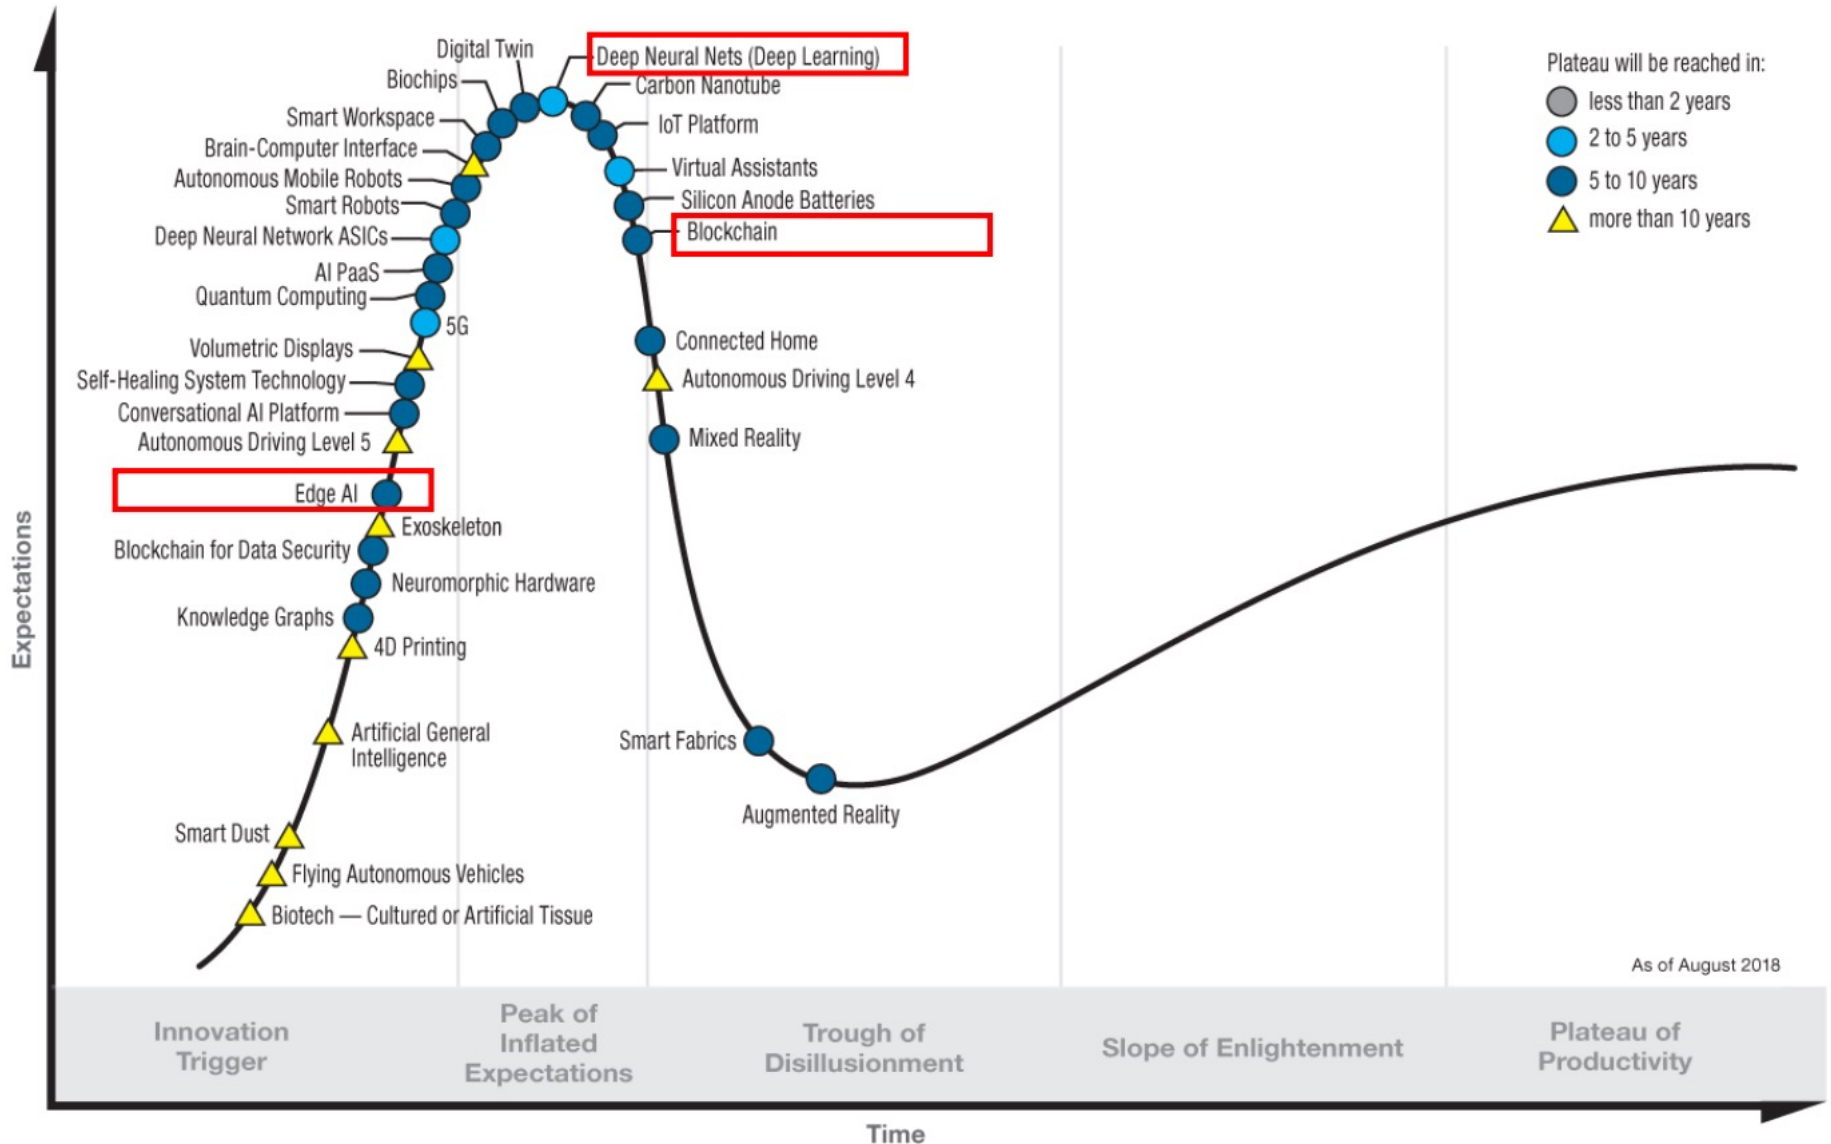 Digital Twin
Deep Neural Nets (Deep Learning)
Biochips
Carbon Nanotube
Smart Workspace
IoT Platform
Brain-Computer Interface
Virtual Assistants
Autonomous Mobile Robots
Silicon Anode Batteries
Smart Robots
Blockchain
Deep Neural Network ASICs
AI PaaS
Quantum Computing
5G
Connected Home
Volumetric Displays
Self-Healing System Technology
Autonomous Driving Level 4
Conversational AI Platform
Autonomous Driving Level 5
Mixed Reality
Edge AI
Exoskeleton
Blockchain for Data Security
Neuromorphic Hardware
Knowledge Graphs
4D Printing
Artificial General
Intelligence
Smart Fabrics
Augmented Reality
Smart Dust
Flying Autonomous Vehicles
Biotech — Cultured or Artificial Tissue
Plateau will be reached in:
less than 2 years
2 to 5 years
5 to 10 years
more than 10 years
As of August 2018
Expectations
Innovation
Trigger
Peak of
Inflated
Expectations
Trough of
Disillusionment
Slope of Enlightenment
Plateau of
Productivity
Time